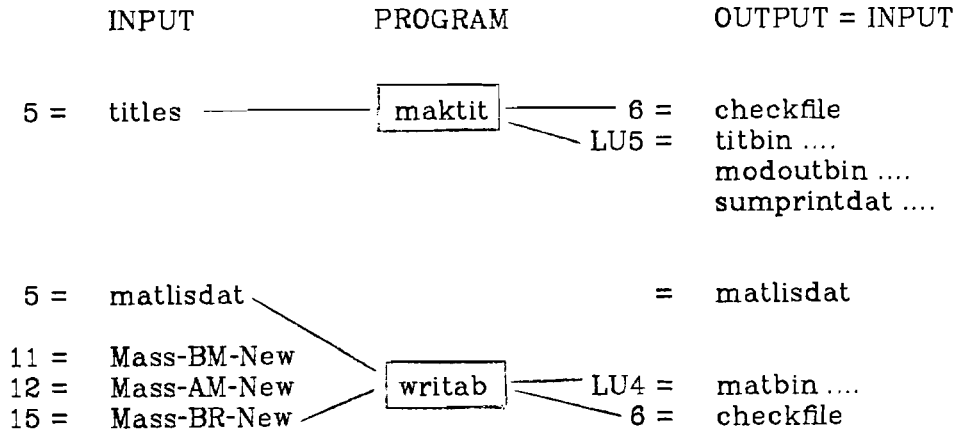 INPUT PROGRAM OUTPUT = INPUT
5 = titles maktit 6 = checkfile
LU5 = titbin ....
modoutbin ....
sumprintdat ....
5 = matlisdat = matlisdat
11 = Mass-BM-New
12 = Mass-AM-New writab LU4 = matbin ....
15 = Mass-BR-New 6 = checkfile